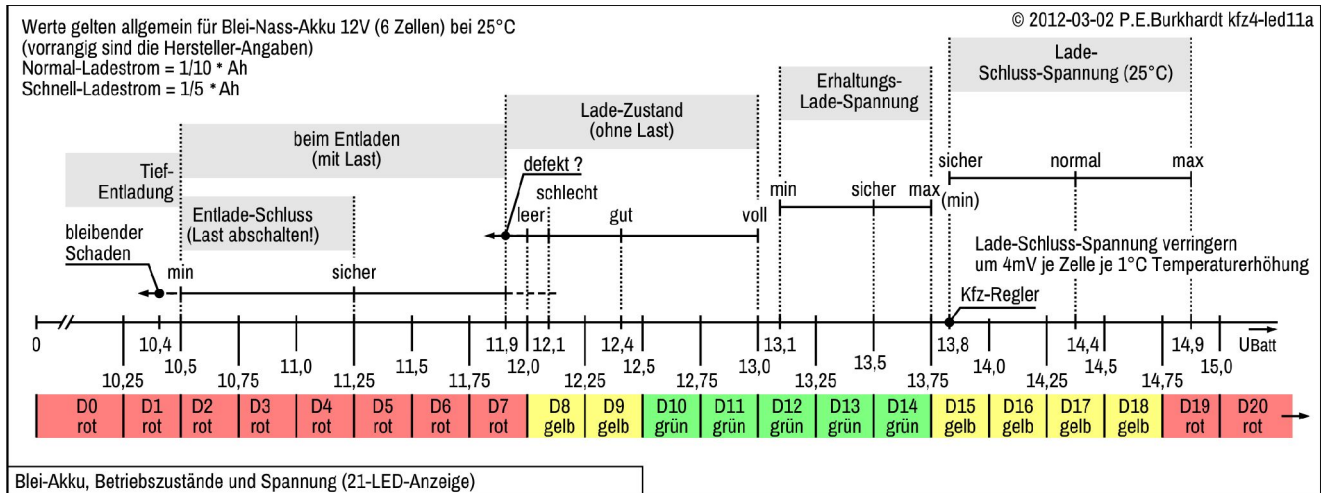 Werte gelten allgemein für Blei-Nass-Akku 12V (6 Zellen) bei 25°C
(vorrangig sind die Hersteller-Angaben)
Normal-Ladestrom = 1/10 * Ah
Schnell-Ladestrom = 1/5 * Ah
© 2012-03-02 P.E.Burkhardt kfz4-led11a
Lade-
Schluss-Spannung (25°C)
Erhaltungs-
Lade-Spannung
Lade-Zustand
(ohne Last)
beim Entladen
(mit Last)
Tief-
Entladung
Entlade-Schluss
(Last abschalten!)
bleibender
Schaden
min
sicher
defekt ?
schlecht
leer
gut
voll
min
sicher
max
(min)
sicher
normal
max
Lade-Schluss-Spannung verringern
um 4mV je Zelle je 1°C Temperaturerhöhung
Kfz-Regler
0 10,4 11,9 12,1 12,4 13,1 13,8 14,4 14,9 UBatt
10,5 11,0 11,5 12,0 12,5 13,0 13,5 14,0 14,5 15,0
10,25 10,75 11,25 11,75 12,25 12,75 13,25 13,75 14,25 14,75
D0 D1 D2 D3 D4 D5 D6 D7 D8 D9 D10 D11 D12 D13 D14 D15 D16 D17 D18 D19 D20
rot rot rot rot rot rot rot rot gelb gelb grün grün grün grün grün gelb gelb gelb gelb rot rot
Blei-Akku, Betriebszustände und Spannung (21-LED-Anzeige)